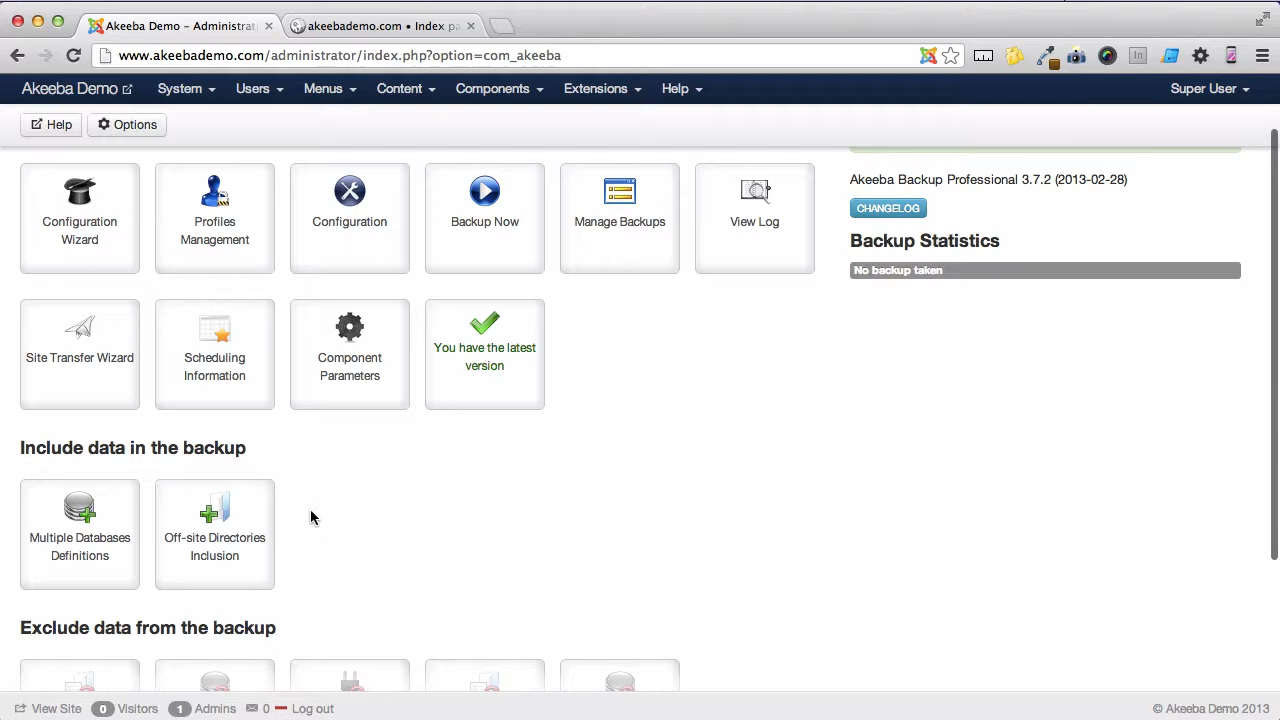 Akeeba Demo - Administrat
akeebademo.com • Index pa
www.akeebademo.com/administrator/index.php?option=com_akeeba
Akeeba Demo System Users Menus Content Components Extensions Help Super User
Help Options
Configuration Wizard
Profiles Management
Configuration
Backup Now
Manage Backups
View Log
Akeeba Backup Professional 3.7.2 (2013-02-28)
CHANGELOG
Backup Statistics
No backup taken
Site Transfer Wizard
Scheduling Information
Component Parameters
You have the latest version
Include data in the backup
Multiple Databases Definitions
Off-site Directories Inclusion
Exclude data from the backup
View Site 0 Visitors 1 Admins 0 Log out © Akeeba Demo 2013